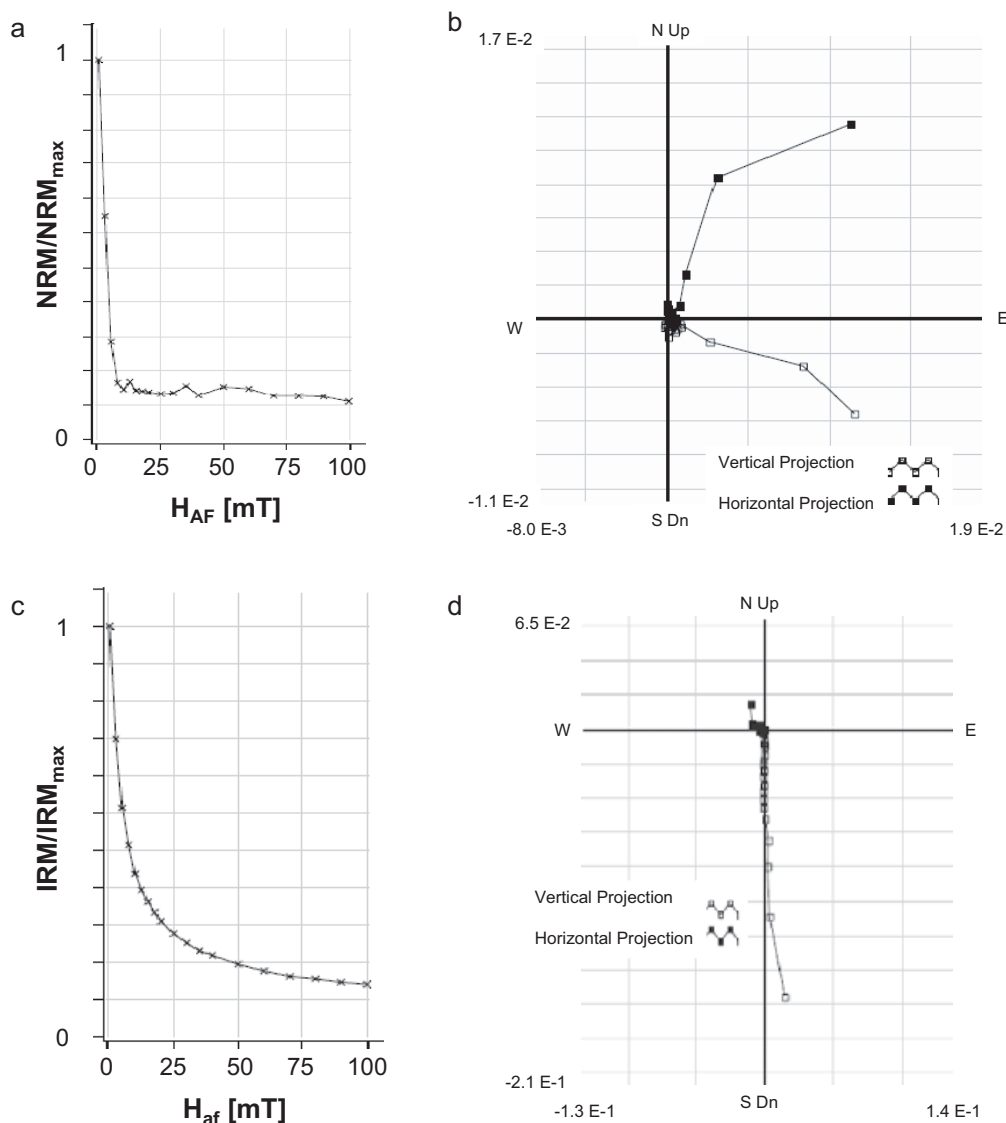 a
1
NRM/NRMmax
0
0 25 50 75 100
HAF [mT]
b
1.7 E-2
N Up
W
E
Vertical Projection
Horizontal Projection
-1.1 E-2
S Dn
-8.0 E-3
1.9 E-2
c
1
IRM/IRMmax
0
0 25 50 75 100
Haf [mT]
d
N Up
6.5 E-2
W
E
Vertical Projection
Horizontal Projection
-2.1 E-1
S Dn
-1.3 E-1
1.4 E-1